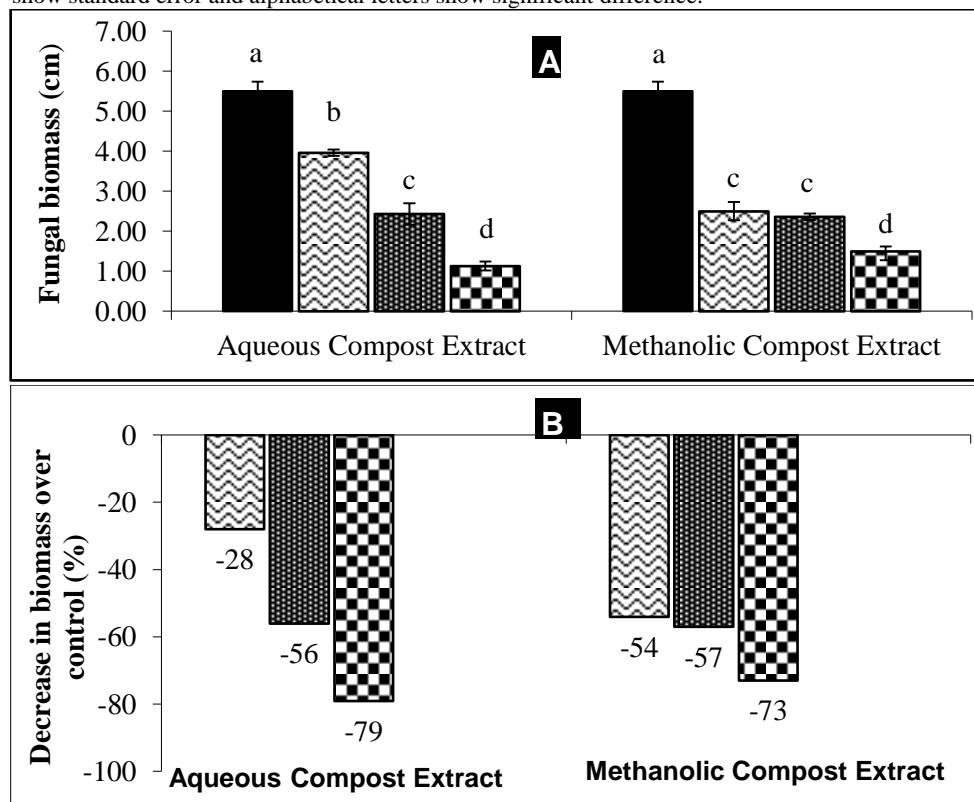 show standard error and alphabetical letters show significant difference.
A
Fungal biomass (cm)
7.00
6.00
5.00
4.00
3.00
2.00
1.00
0.00
a
b
c
d
a
c
c
d
Aqueous Compost Extract
Methanolic Compost Extract
B
Decrease in biomass over
control (%)
0
-20
-40
-60
-80
-100
-28
-56
-79
-54
-57
-73
Aqueous Compost Extract
Methanolic Compost Extract